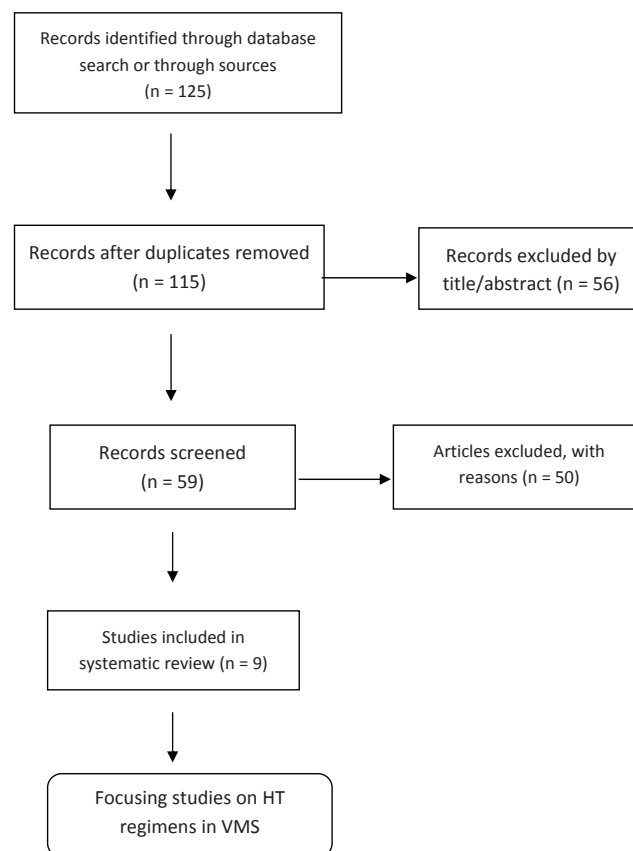 Records identified through database
search or through sources
(n = 125)
Records after duplicates removed
(n = 115)
Records excluded by
title/abstract (n = 56)
Records screened
(n = 59)
Articles excluded, with
reasons (n = 50)
Studies included in
systematic review (n = 9)
Focusing studies on HT
regimens in VMS